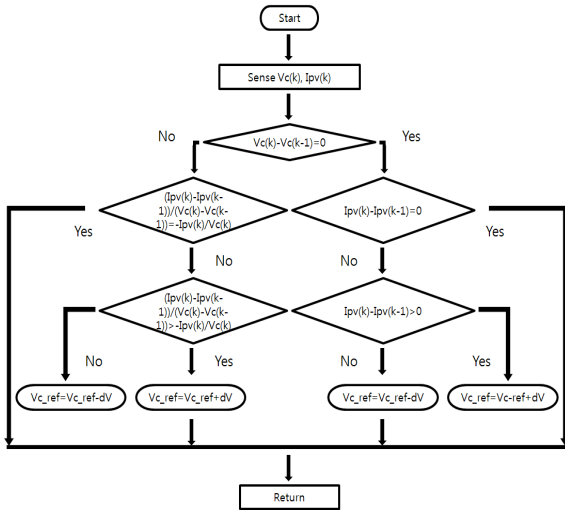 Start
Sense Vc(k), Ipv(k)
No
Yes
Vc(k)-Vc(k-1)=0
(Ipv(k)-Ipv(k-
1))/(Vc(k)-Vc(k-
1))=-Ipv(k)/Vc(k)
Ipv(k)-Ipv(k-1)=0
Yes
Yes
No
No
(Ipv(k)-Ipv(k-
1))/(Vc(k)-Vc(k-
1))>-Ipv(k)/Vc(k)
Ipv(k)-Ipv(k-1)>0
No
Yes
No
Yes
Vc_ref=Vc_ref-dV
Vc_ref=Vc_ref+dV
Vc_ref=Vc_ref-dV
Vc_ref=Vc-ref+dV
Return